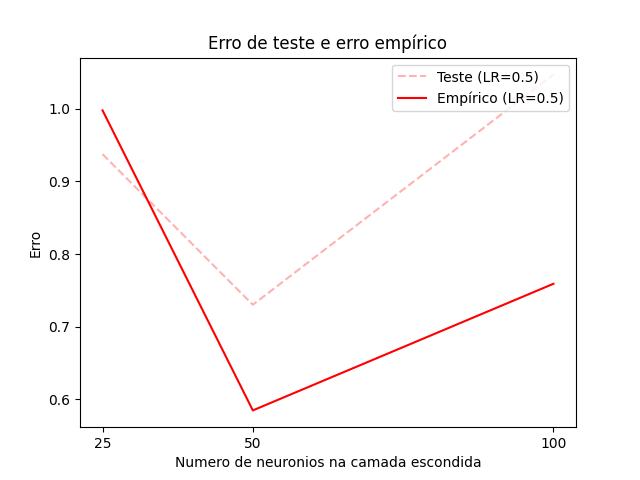 Erro de teste e erro empírico
Teste (LR=0.5)
Empírico (LR=0.5)
1.0
0.9
0.8
0.7
0.6
Erro
25
50
100
Numero de neuronios na camada escondida